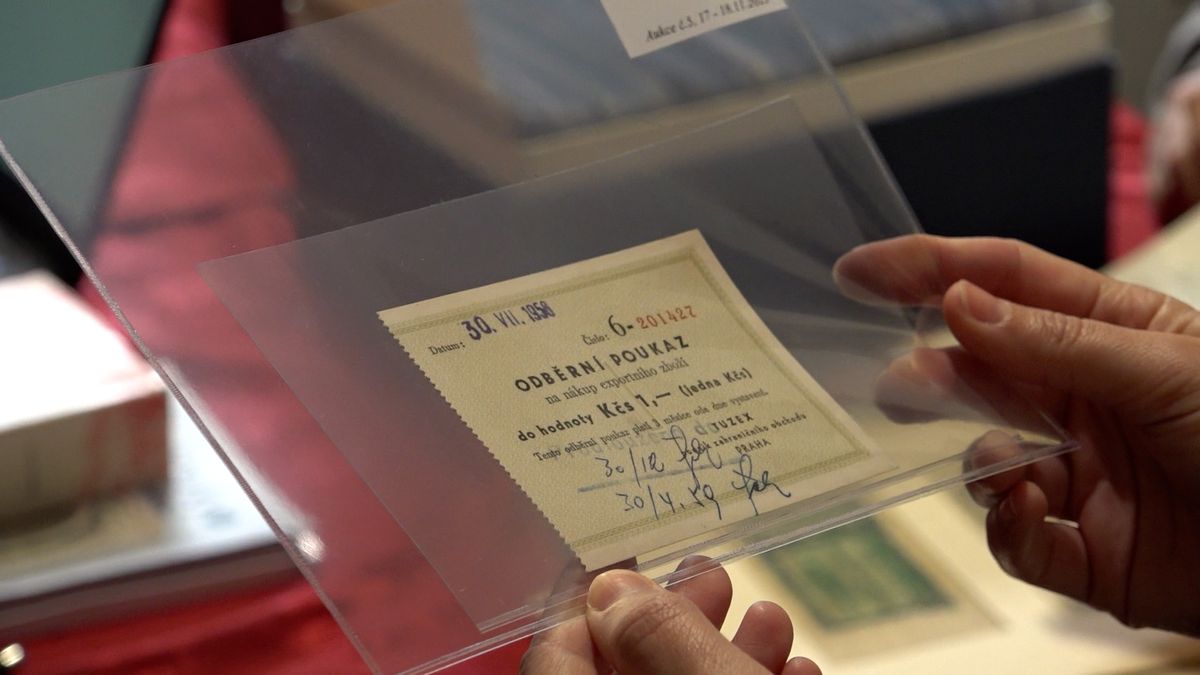 Aukce č.5, 17 - 18.11.2023
Datum: 30. VII. 1958
Číslo: 6- 201427
ODBĚRNÍ POUKAZ
na nákup exportního zboží
do hodnoty Kčs 1,— (jedna Kčs)
Tento odběrní poukaz platí 3 měsíce ode dne vystavení.
TUZEX
zahraničního obchodu
PRAHA
30/12
30/4. 59